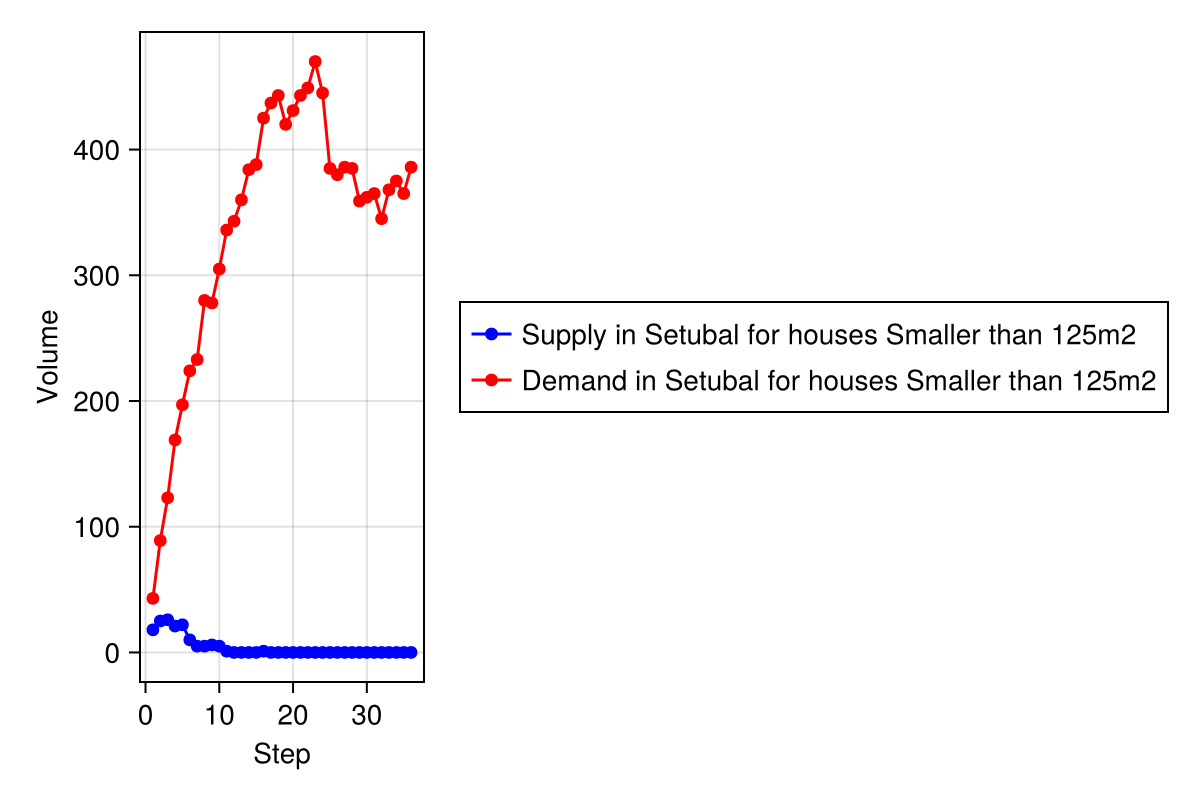 Volume
400
300
200
100
0
0 10 20 30
Step
Supply in Setubal for houses Smaller than 125m2
Demand in Setubal for houses Smaller than 125m2